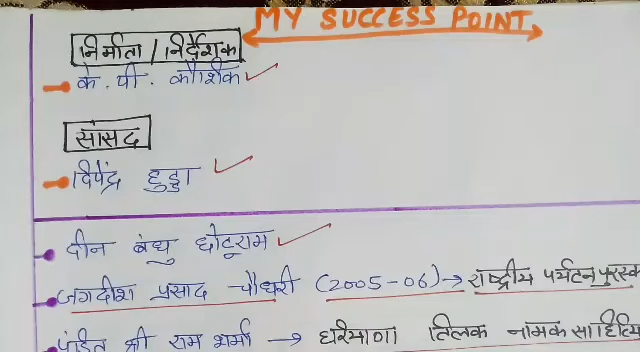 MY SUCCESS POINT
निर्माता / निर्देशक
के. पी. कौशिक
सांसद
दिपेंद्र हुड्डा
दीन बंधु छोटूराम
जगदीश प्रसाद चौधरी (2005-06) → राष्ट्रीय पर्यटन पुरस्क
पंडित श्री राम शर्मा → हरियाणा तिलक नामक साहित्यि